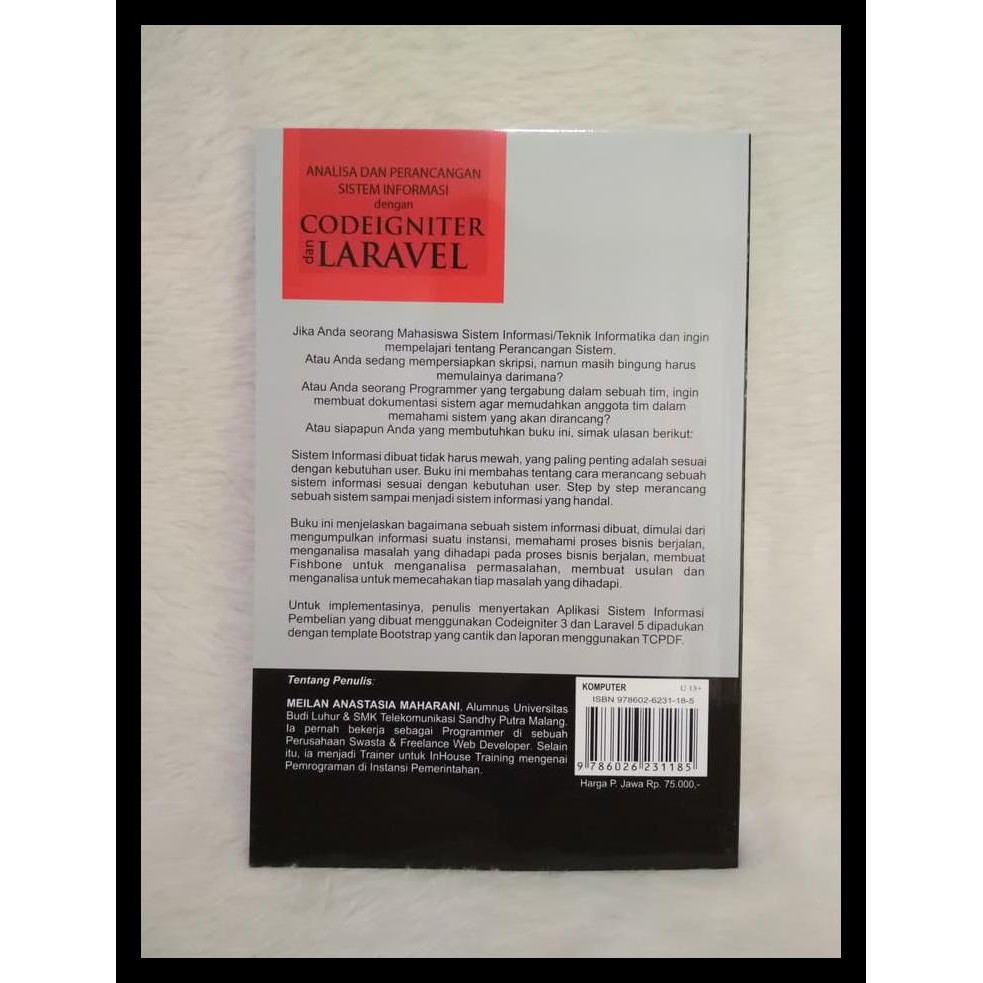 ANALISA DAN PERANCANGAN
SISTEM INFORMASI
dengan
CODEIGNITER
dan LARAVEL
Jika Anda seorang Mahasiswa Sistem Informasi/Teknik Informatika dan ingin
mempelajari tentang Perancangan Sistem.
Atau Anda sedang mempersiapkan skripsi, namun masih bingung harus
memulainya darimana?
Atau Anda seorang Programmer yang tergabung dalam sebuah tim, ingin
membuat dokumentasi sistem agar memudahkan anggota tim dalam
memahami sistem yang akan dirancang?
Atau siapapun Anda yang membutuhkan buku ini, simak ulasan berikut:
Sistem Informasi dibuat tidak harus mewah, yang paling penting adalah sesuai
dengan kebutuhan user. Buku ini membahas tentang cara merancang sebuah
sistem informasi sesuai dengan kebutuhan user. Step by step merancang
sebuah sistem sampai menjadi sistem informasi yang handal.
Buku ini menjelaskan bagaimana sebuah sistem informasi dibuat, dimulai dari
mengumpulkan informasi suatu instansi, memahami proses bisnis berjalan,
menganalisa masalah yang dihadapi pada proses bisnis berjalan, membuat
Fishbone untuk menganalisa permasalahan, membuat usulan dan
menganalisa untuk memecahakan tiap masalah yang dihadapi.
Untuk implementasinya, penulis menyertakan Aplikasi Sistem Informasi
Pembelian yang dibuat menggunakan Codeigniter 3 dan Laravel 5 dipadukan
dengan template Bootstrap yang cantik dan laporan menggunakan TCPDF.
Tentang Penulis:
MEILAN ANASTASIA MAHARANI, Alumnus Universitas
Budi Luhur & SMK Telekomunikasi Sandhy Putra Malang.
Ia pernah bekerja sebagai Programmer di sebuah
Perusahaan Swasta & Freelance Web Developer. Selain
itu, ia menjadi Trainer untuk InHouse Training mengenai
Pemrograman di Instansi Pemerintahan.
KOMPUTER U 13+
ISBN 978602-6231-18-5
9 786026 231185
Harga P. Jawa Rp. 75.000,-